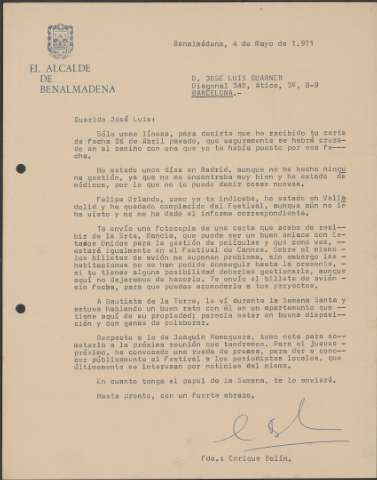 Benalmádena, 4 de Mayo de 1.971
EL ALCALDE
DE
BENALMADENA
D. JOSE LUIS GUARNER
Diagonal 342, Atico,
BARCELONA.-
Querido José Luis:
Sólo unas líneas, para decirte que he recibido tu carta
de fecha 26 de Abril pasado, que seguramente se habrá cruza-
do en el camino con una que yo te había puesto por esa fe-
cha.
He estado unos días en Madrid, aunque no he hecho ningu-
na gestión, ya que no me encontraba muy bien y he estado de
médicos, por lo que no te puedo decir cosas nuevas.
Felipe Orlando, como ya te indicaba, ha estado en Valla
dolid y ha quedado complacido del Festival, aunque aún no le
he visto y no me ha dado el informe correspondiente.
Te envío una fotocopia de una carta que acabo de reci-
bir de la Srta. Rancia, que puede ser un buen enlace con Es-
tados Unidos para la gestión de películas y que como ves,
estará igualmente en el Festival de Cannes. Sobre el mismo
los billetes de avión no suponen problema, sin embargo las
habitaciones no se han podido conseguir hasta la presente,
si tu tienes alguna posibilidad deberías gestionarla, aunque
aquí no dejaremos de hacerlo. Te envío el billete de avión
sin fecha, para que puedas acondicionarlo a tus proyectos.
A Bautista de la Torre, lo ví durante la Semana Santa y
estuve hablando un buen rato con él en un apartamento que
tiene aquí de su propiedad; parecía estar en buena disposi-
ción y con ganas de colaborar.
Respecto a lo de Joaquín Romaguera, tomo nota para so-
meterlo a la próxima reunión que tendremos. Para el jueves
próximo, he convocado una rueda de prensa, para dar a cono-
cer públicamente el Festival a los periodistas locales, que
últimamente se interesan por noticias del mismo.
En cuanto tenga el papel de la Semana, te lo enviaré.
Hasta pronto, con un fuerte abrazo,
Fdo.: Enrique Bolín.